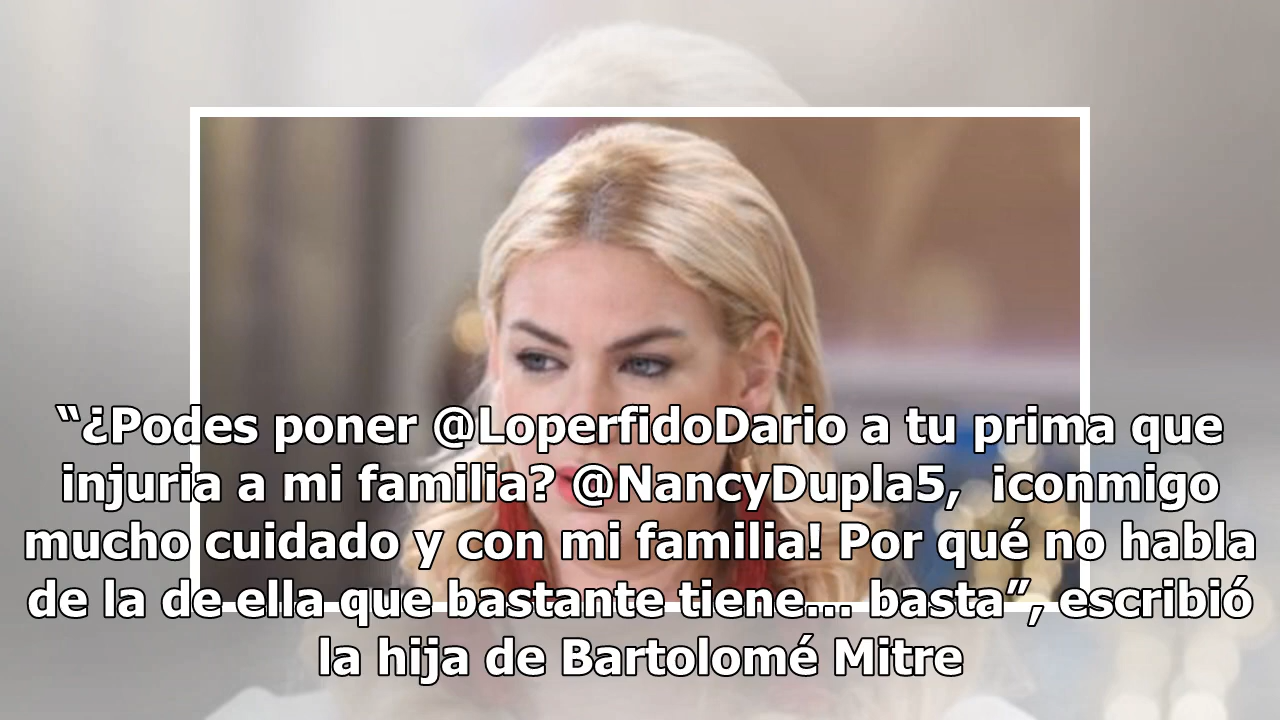 “¿Podes poner @LoperfidoDario a tu prima que
injuria a mi familia? @NancyDupla5,  ¡conmigo
mucho cuidado y con mi familia! Por qué no habla
de la de ella que bastante tiene... basta”, escribió
la hija de Bartolomé Mitre